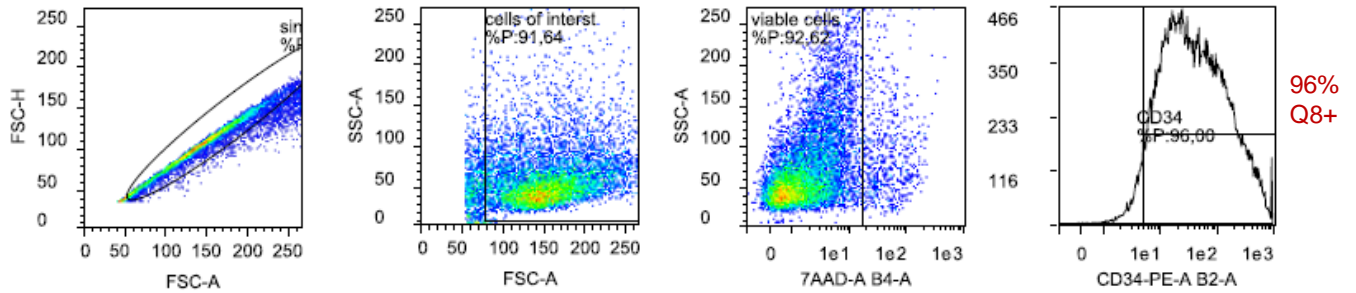 sin
%P
250
200
150
100
50
0
FSC-H
0 50 100 150 200 250
FSC-A
cells of interst
%P:91,64
250
200
150
100
50
0
SSC-A
0 50 100 150 200 250
FSC-A
viable cells
%P:92,62
250
200
150
100
50
0
SSC-A
0 1e1 1e2 1e3
7AAD-A B4-A
466
350
233
116
CD34
%P:96,00
0 1e1 1e2 1e3
CD34-PE-A B2-A
96%
Q8+